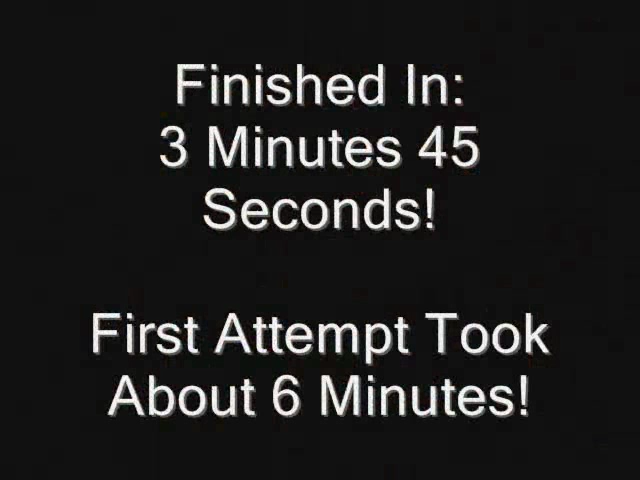 Finished In:
3 Minutes 45
Seconds!
First Attempt Took
About 6 Minutes!